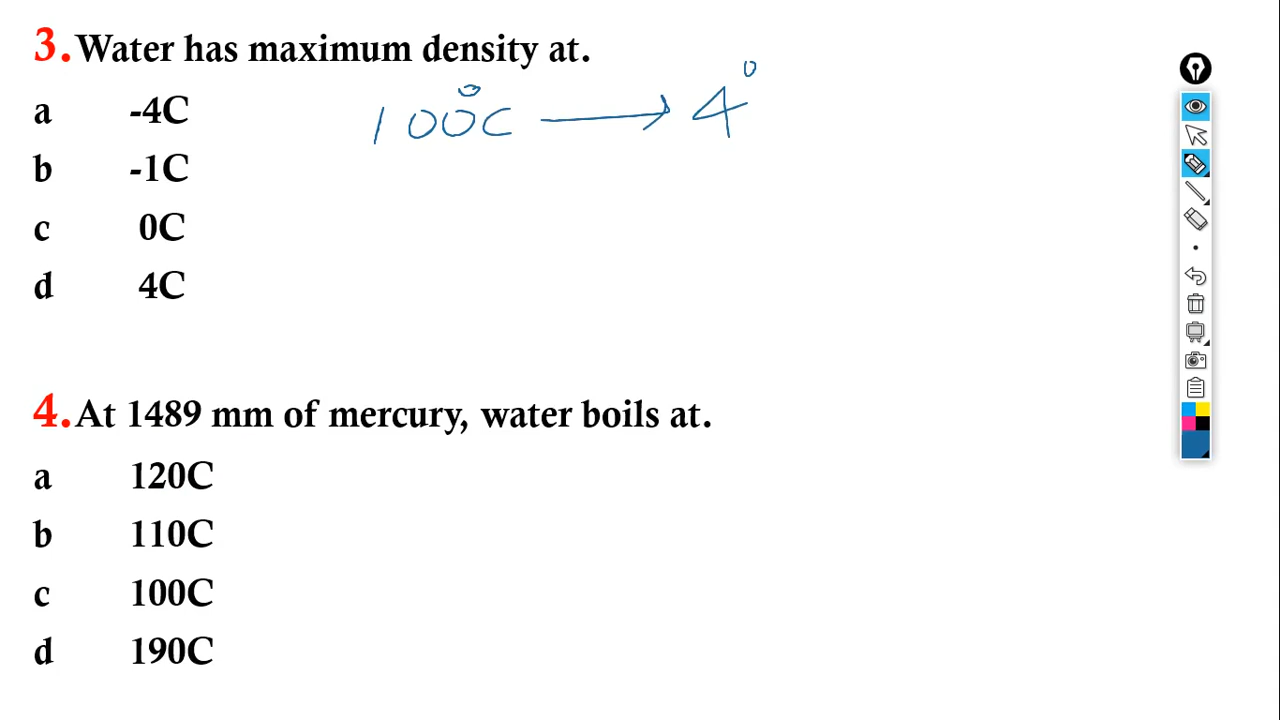 3. Water has maximum density at.
a -4C
100°C → 4°
b -1C
c 0C
d 4C
4. At 1489 mm of mercury, water boils at.
a 120C
b 110C
c 100C
d 190C